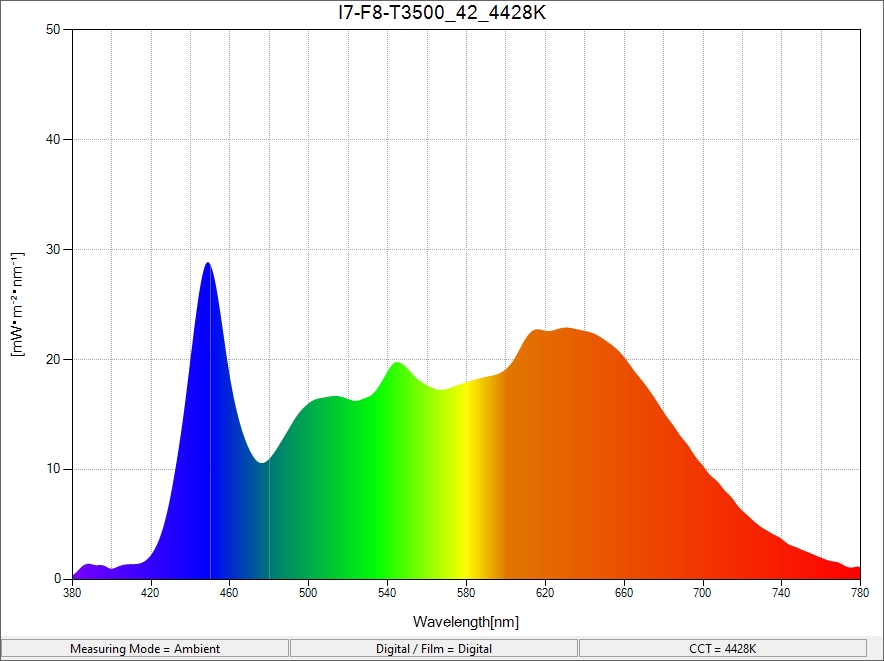 I7-F8-T3500_42_4428K
50
40
30
20
10
0
[mW•m⁻²•nm⁻¹]
380 420 460 500 540 580 620 660 700 740 780
Wavelength[nm]
Measuring Mode = Ambient Digital / Film = Digital CCT = 4428K